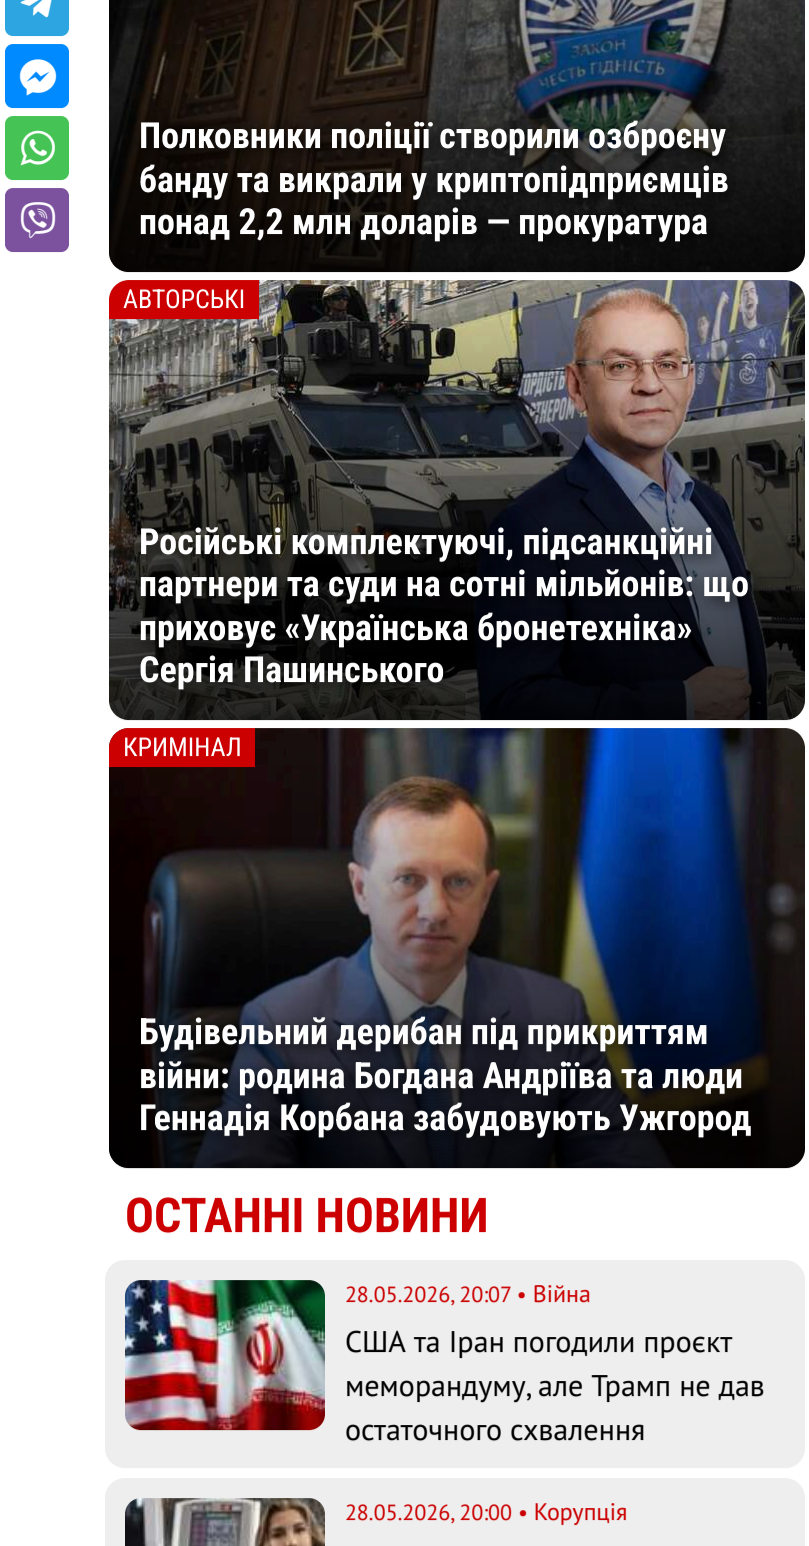 ЗАКОН
ЧЕСТЬ ГІДНІСТЬ
Полковники поліції створили озброєну
банду та викрали у криптопідприємців
понад 2,2 млн доларів — прокуратура
АВТОРСЬКІ
Російські комплектуючі, підсанкційні
партнери та суди на сотні мільйонів: що
приховує «Українська бронетехніка»
Сергія Пашинського
КРИМІНАЛ
Будівельний дерибан під прикриттям
війни: родина Богдана Андріїва та люди
Геннадія Корбана забудовують Ужгород
ОСТАННІ НОВИНИ
28.05.2026, 20:07 • Війна
США та Іран погодили проєкт
меморандуму, але Трамп не дав
остаточного схвалення
28.05.2026, 20:00 • Корупція